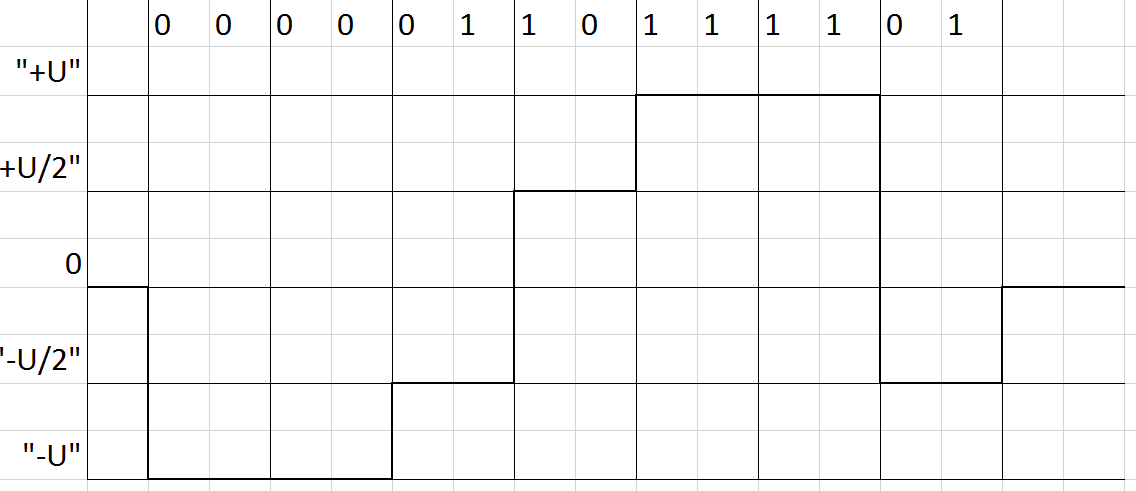 0 0 0 0 0 1 1 0 1 1 1 1 0 1
"+U"
+U/2"
0
"-U/2"
"-U"